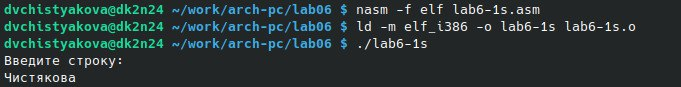 dvchistyakova@dk2n24 ~/work/arch-pc/lab06 $ nasm -f elf lab6-1s.asm
dvchistyakova@dk2n24 ~/work/arch-pc/lab06 $ ld -m elf_i386 -o lab6-1s lab6-1s.o
dvchistyakova@dk2n24 ~/work/arch-pc/lab06 $ ./lab6-1s
Введите строку:
Чистякова